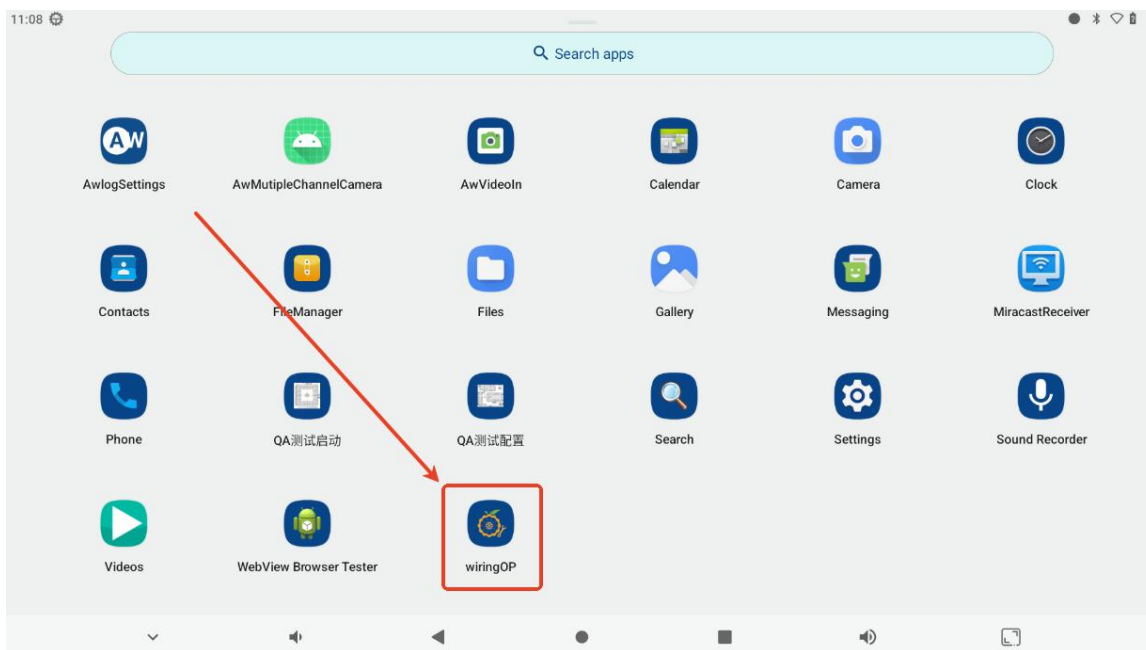 11:08
Search apps
AW
AwlogSettings
AwMutipleChannelCamera
AwVideoIn
Calendar
Camera
Clock
Contacts
FileManager
Files
Gallery
Messaging
MiracastReceiver
Phone
QA测试启动
QA测试配置
Search
Settings
Sound Recorder
Videos
WebView Browser Tester
wiringOP